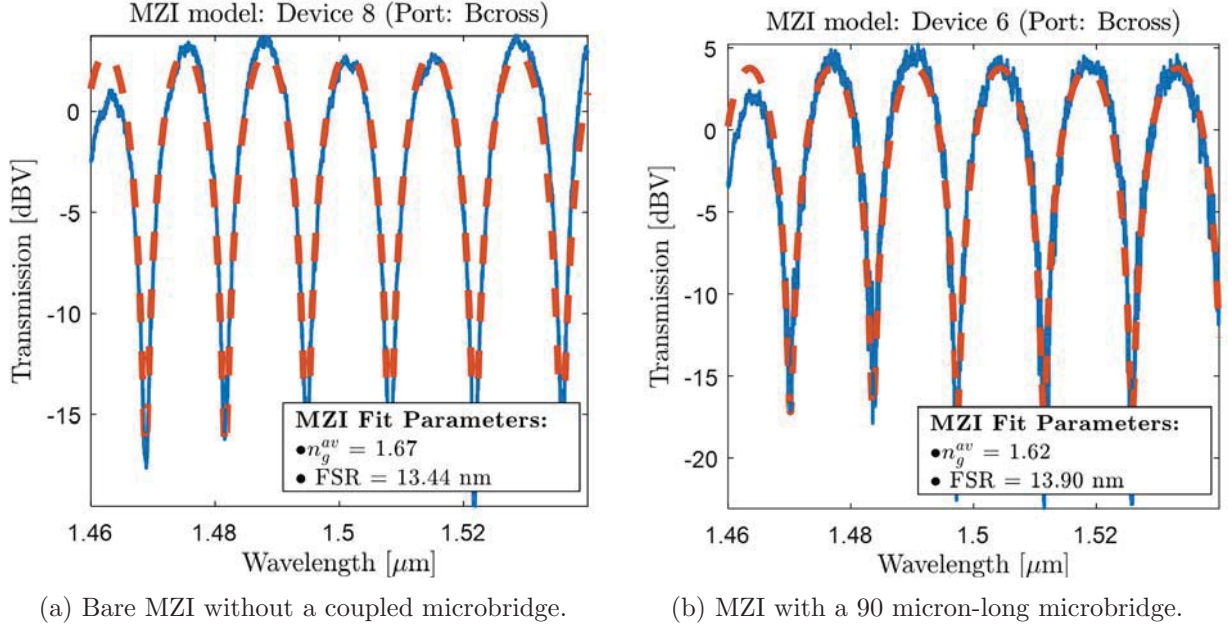 MZI model: Device 8 (Port: Bcross)
Transmission [dBV]
0
-5
-10
-15
MZI Fit Parameters:
•n_g^{av} = 1.67
• FSR = 13.44 nm
1.46
1.48
1.5
1.52
Wavelength [μm]
(a) Bare MZI without a coupled microbridge.
MZI model: Device 6 (Port: Bcross)
Transmission [dBV]
5
0
-5
-10
-15
-20
MZI Fit Parameters:
•n_g^{av} = 1.62
• FSR = 13.90 nm
1.46
1.48
1.5
1.52
Wavelength [μm]
(b) MZI with a 90 micron-long microbridge.